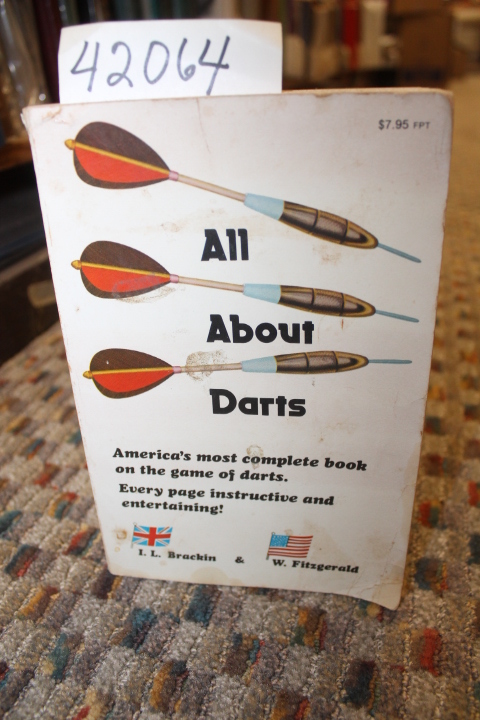 42064
$7.95 FPT
All
About
Darts
America's most complete book
on the game of darts.
Every page instructive and
entertaining!
I. L. Brackin & W. Fitzgerald